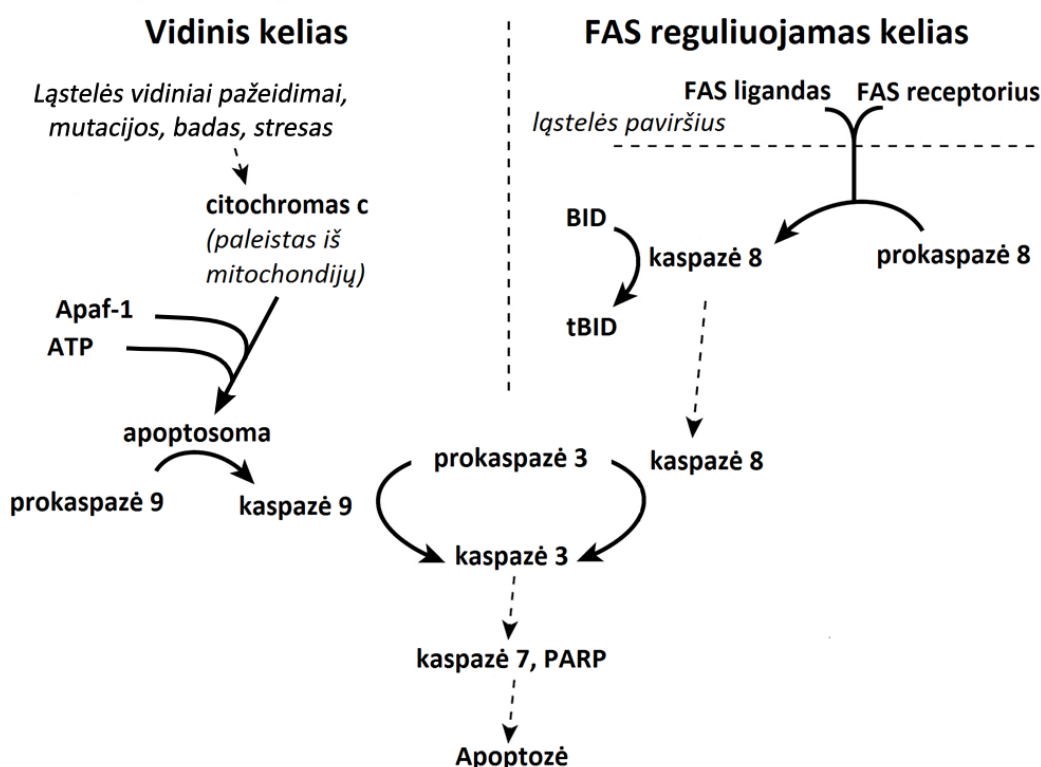 Vidinis kelias
Ląstelės vidiniai pažeidimai,
mutacijos, badas, stresas
citochromas c
(paleistas iš
mitochondijų)
Apaf-1
ATP
apoptosoma
prokaspazė 9
kaspazė 9
FAS reguliuojamas kelias
FAS ligandas
FAS receptorius
ląstelės paviršius
BID
kaspazė 8
prokaspazė 8
tBID
kaspazė 8
prokaspazė 3
kaspazė 3
kaspazė 7, PARP
Apoptozė